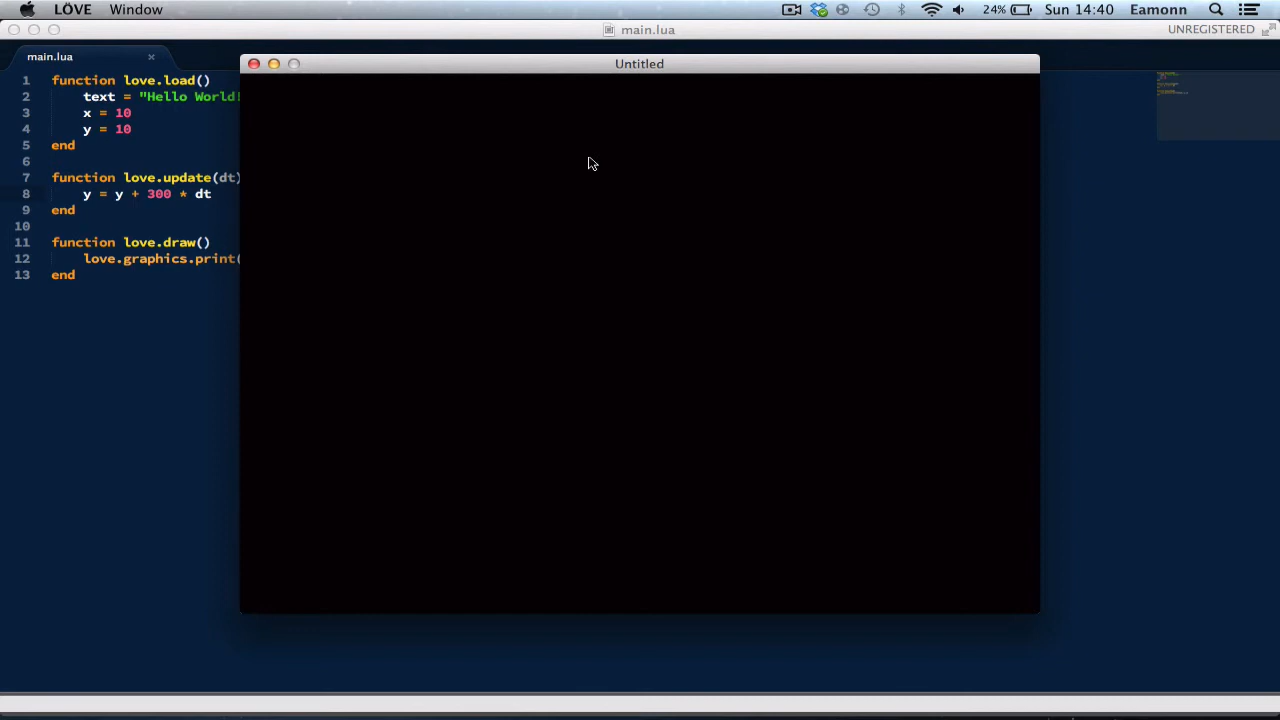 LÖVE Window 24% Sun 14:40 Eamonn
main.lua UNREGISTERED
main.lua ×
Untitled
1 function love.load()
2 text = "Hello World!
3 x = 10
4 y = 10
5 end
6
7 function love.update(dt)
8 y = y + 300 * dt
9 end
10
11 function love.draw()
12 love.graphics.print(
13 end